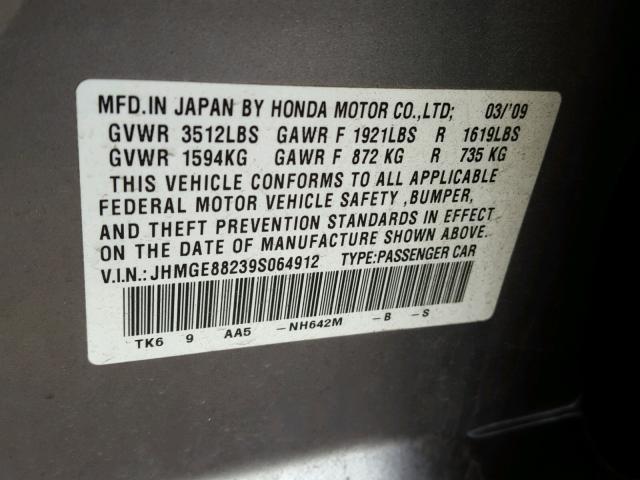 MFD.IN JAPAN BY HONDA MOTOR CO.,LTD; 03/'09
GVWR 3512LBS GAWR F 1921LBS R 1619LBS
GVWR 1594KG GAWR F 872 KG R 735 KG
THIS VEHICLE CONFORMS TO ALL APPLICABLE
FEDERAL MOTOR VEHICLE SAFETY ,BUMPER,
AND THEFT PREVENTION STANDARDS IN EFFECT
ON THE DATE OF MANUFACTURE SHOWN ABOVE.
V.I.N.: JHMGE88239S064912 TYPE:PASSENGER CAR
TK6 9 AA5 -NH642M -B -S